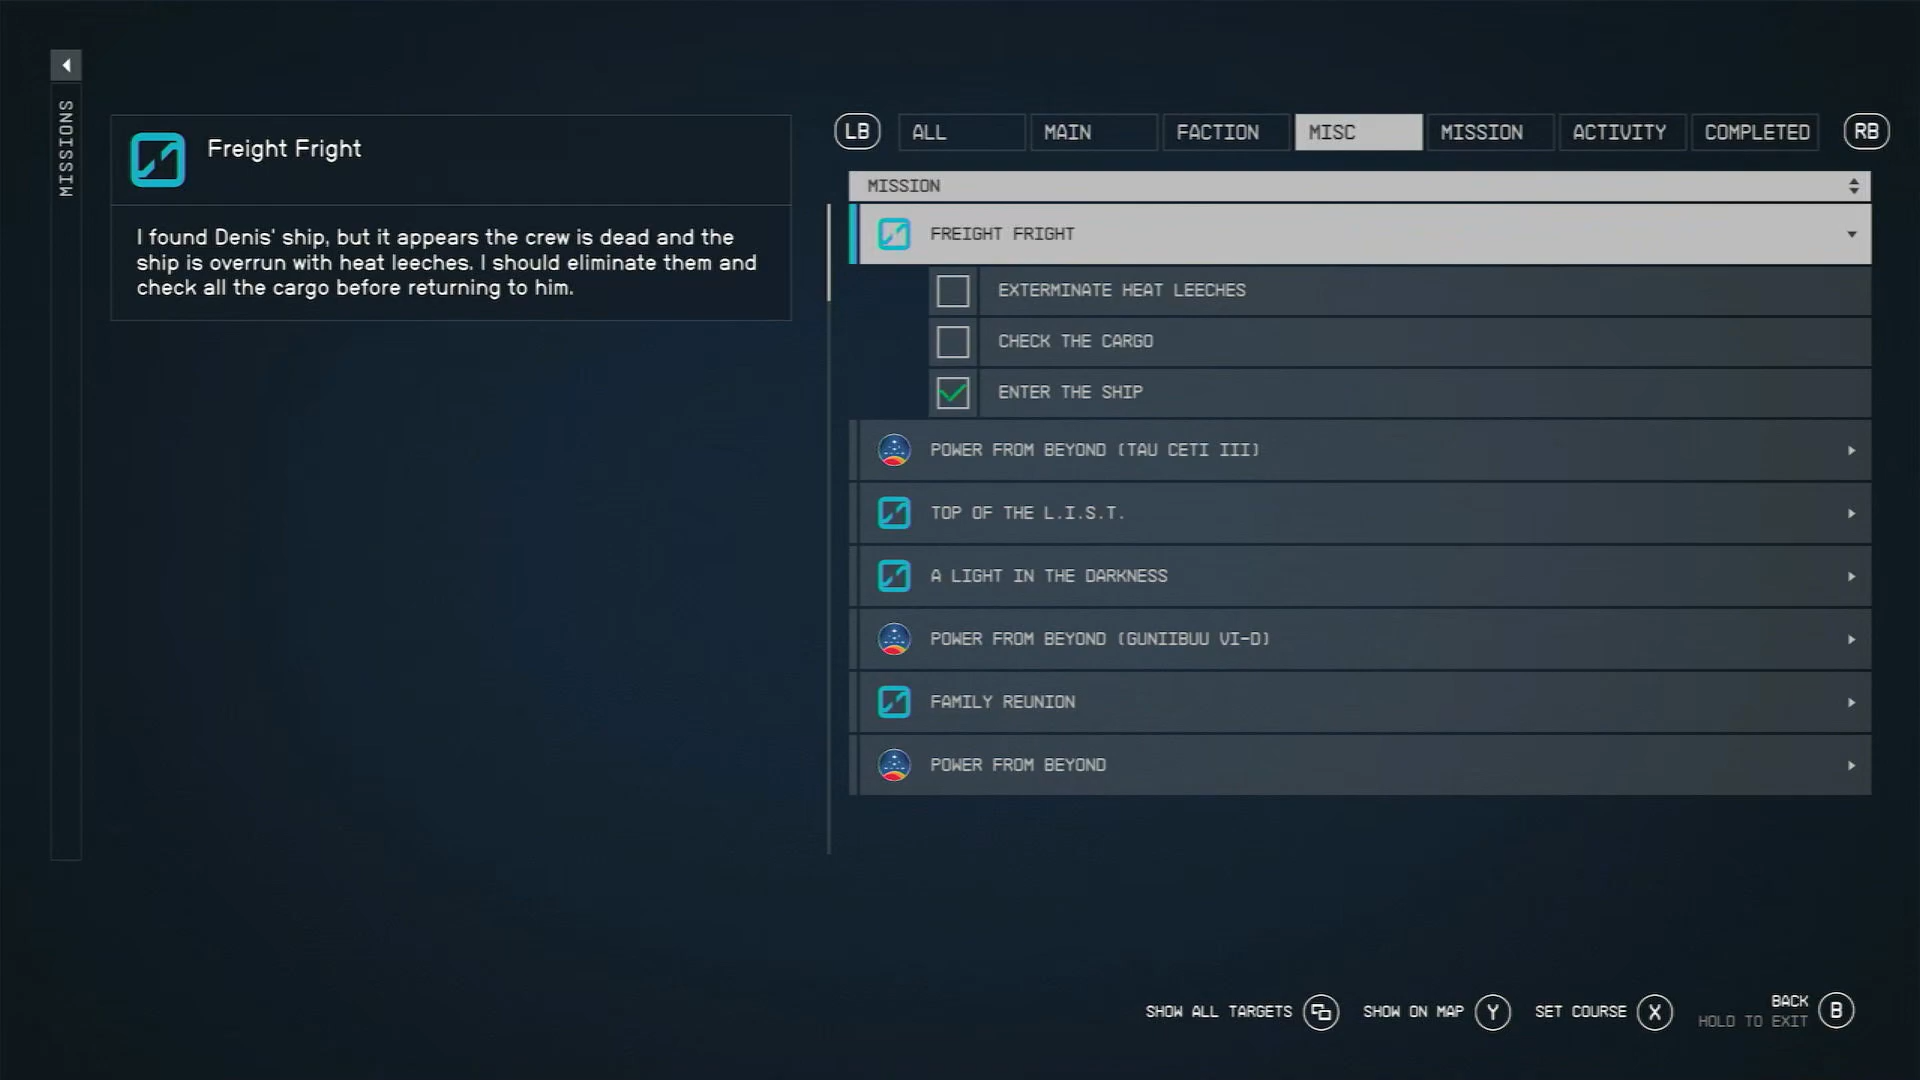 MISSIONS
Freight Fright
I found Denis' ship, but it appears the crew is dead and the
ship is overrun with heat leeches. I should eliminate them and
check all the cargo before returning to him.
LB
ALL
MAIN
FACTION
MISC
MISSION
ACTIVITY
COMPLETED
RB
MISSION
FREIGHT FRIGHT
EXTERMINATE HEAT LEECHES
CHECK THE CARGO
ENTER THE SHIP
POWER FROM BEYOND (TAU CETI III)
TOP OF THE L.I.S.T.
A LIGHT IN THE DARKNESS
POWER FROM BEYOND (GUNIIBUU VI-D)
FAMILY REUNION
POWER FROM BEYOND
SHOW ALL TARGETS
SHOW ON MAP Y
SET COURSE X
BACK B
HOLD TO EXIT